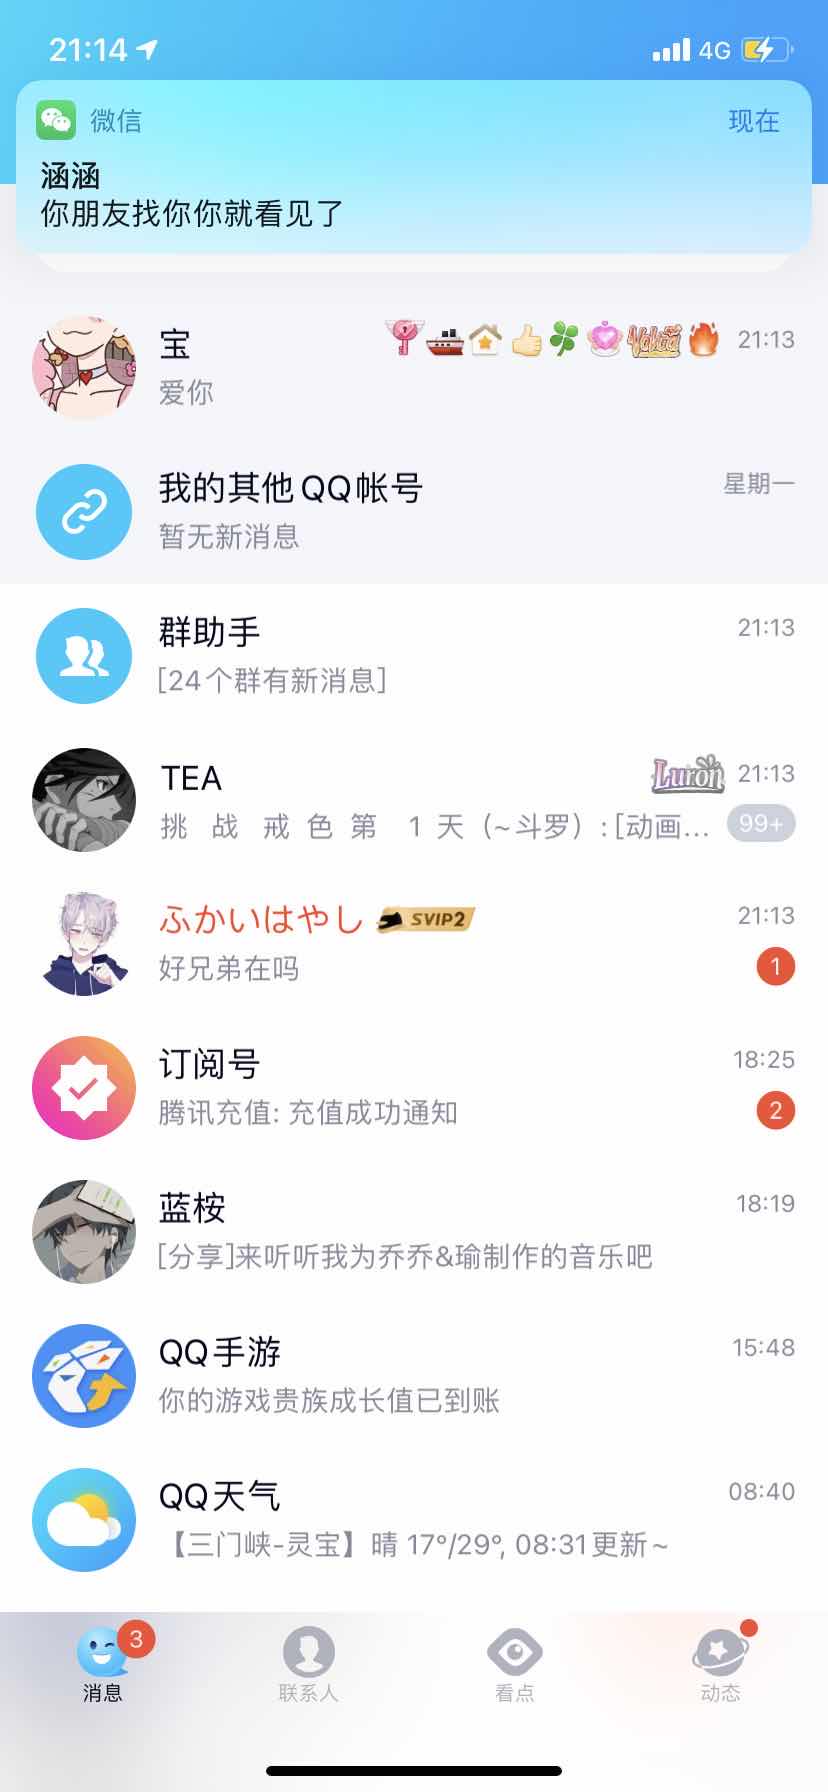 21:14
4G
微信
现在
涵涵
你朋友找你你就看见了
宝
21:13
爱你
我的其他QQ帐号
星期一
暂无新消息
群助手
21:13
[24个群有新消息]
TEA
Luron
21:13
挑 战 戒 色 第 1 天（~斗罗）: [动画...
99+
ふかいはやし
SVIP2
21:13
好兄弟在吗
1
订阅号
18:25
腾讯充值: 充值成功通知
2
蓝桉
18:19
[分享]来听听我为乔乔&瑜制作的音乐吧
QQ手游
15:48
你的游戏贵族成长值已到账
QQ天气
08:40
【三门峡-灵宝】晴 17°/29°, 08:31更新~
3
消息
联系人
看点
动态